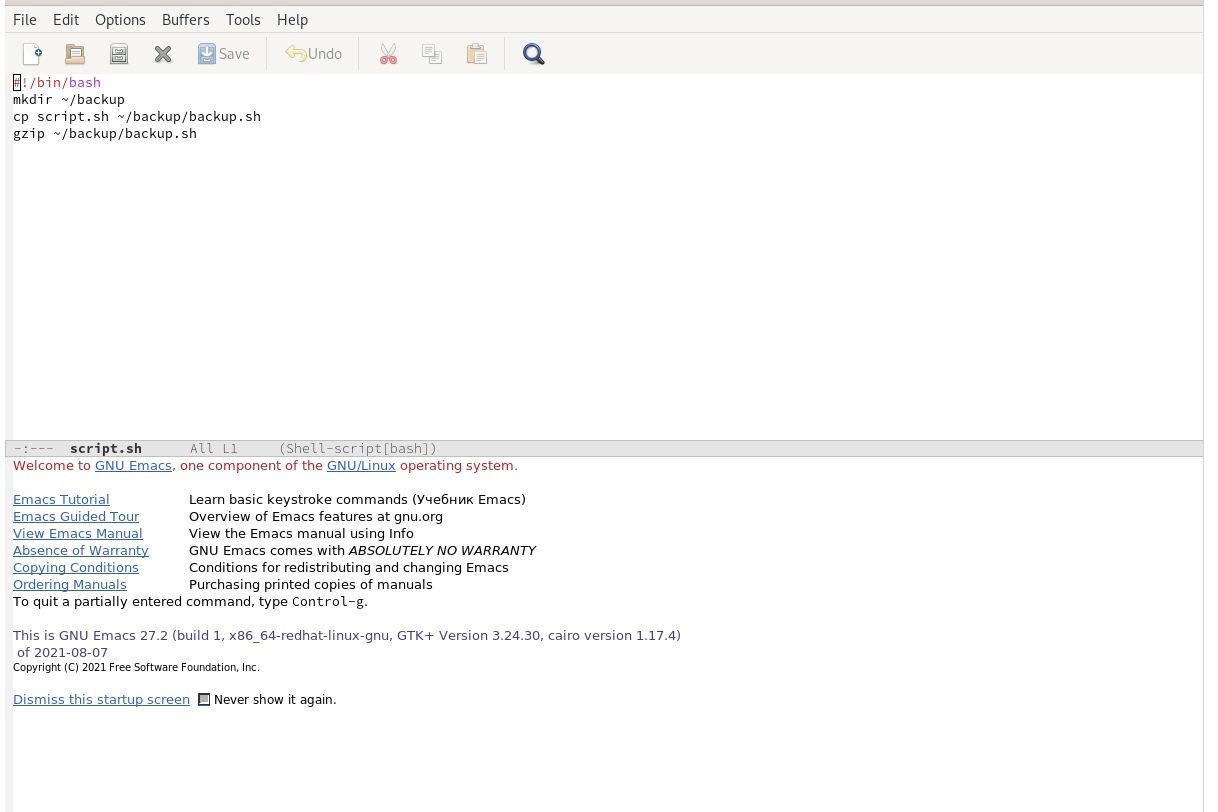 File Edit Options Buffers Tools Help
Save Undo
#!/bin/bash
mkdir ~/backup
cp script.sh ~/backup/backup.sh
gzip ~/backup/backup.sh
-:--- script.sh All L1 (Shell-script[bash])
Welcome to GNU Emacs, one component of the GNU/Linux operating system.
Emacs Tutorial Learn basic keystroke commands (Учебник Emacs)
Emacs Guided Tour Overview of Emacs features at gnu.org
View Emacs Manual View the Emacs manual using Info
Absence of Warranty GNU Emacs comes with ABSOLUTELY NO WARRANTY
Copying Conditions Conditions for redistributing and changing Emacs
Ordering Manuals Purchasing printed copies of manuals
To quit a partially entered command, type Control-g.
This is GNU Emacs 27.2 (build 1, x86_64-redhat-linux-gnu, GTK+ Version 3.24.30, cairo version 1.17.4)
of 2021-08-07
Copyright (C) 2021 Free Software Foundation, Inc.
Dismiss this startup screen Never show it again.